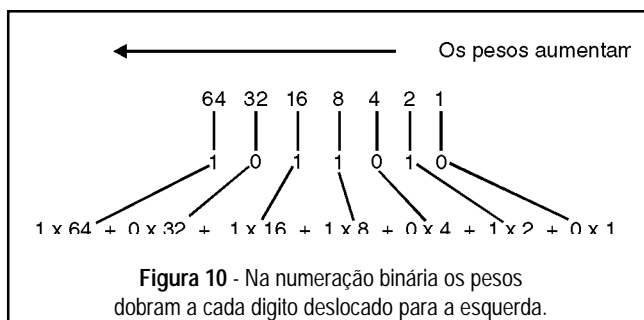 Os pesos aumentam
64 32 16 8 4 2 1
1 0 1 1 0 1 0
1 x 64 + 0 x 32 + 1 x 16 + 1 x 8 + 0 x 4 + 1 x 2 + 0 x 1
Figura 10 - Na numeração binária os pesos
dobram a cada digito deslocado para a esquerda.